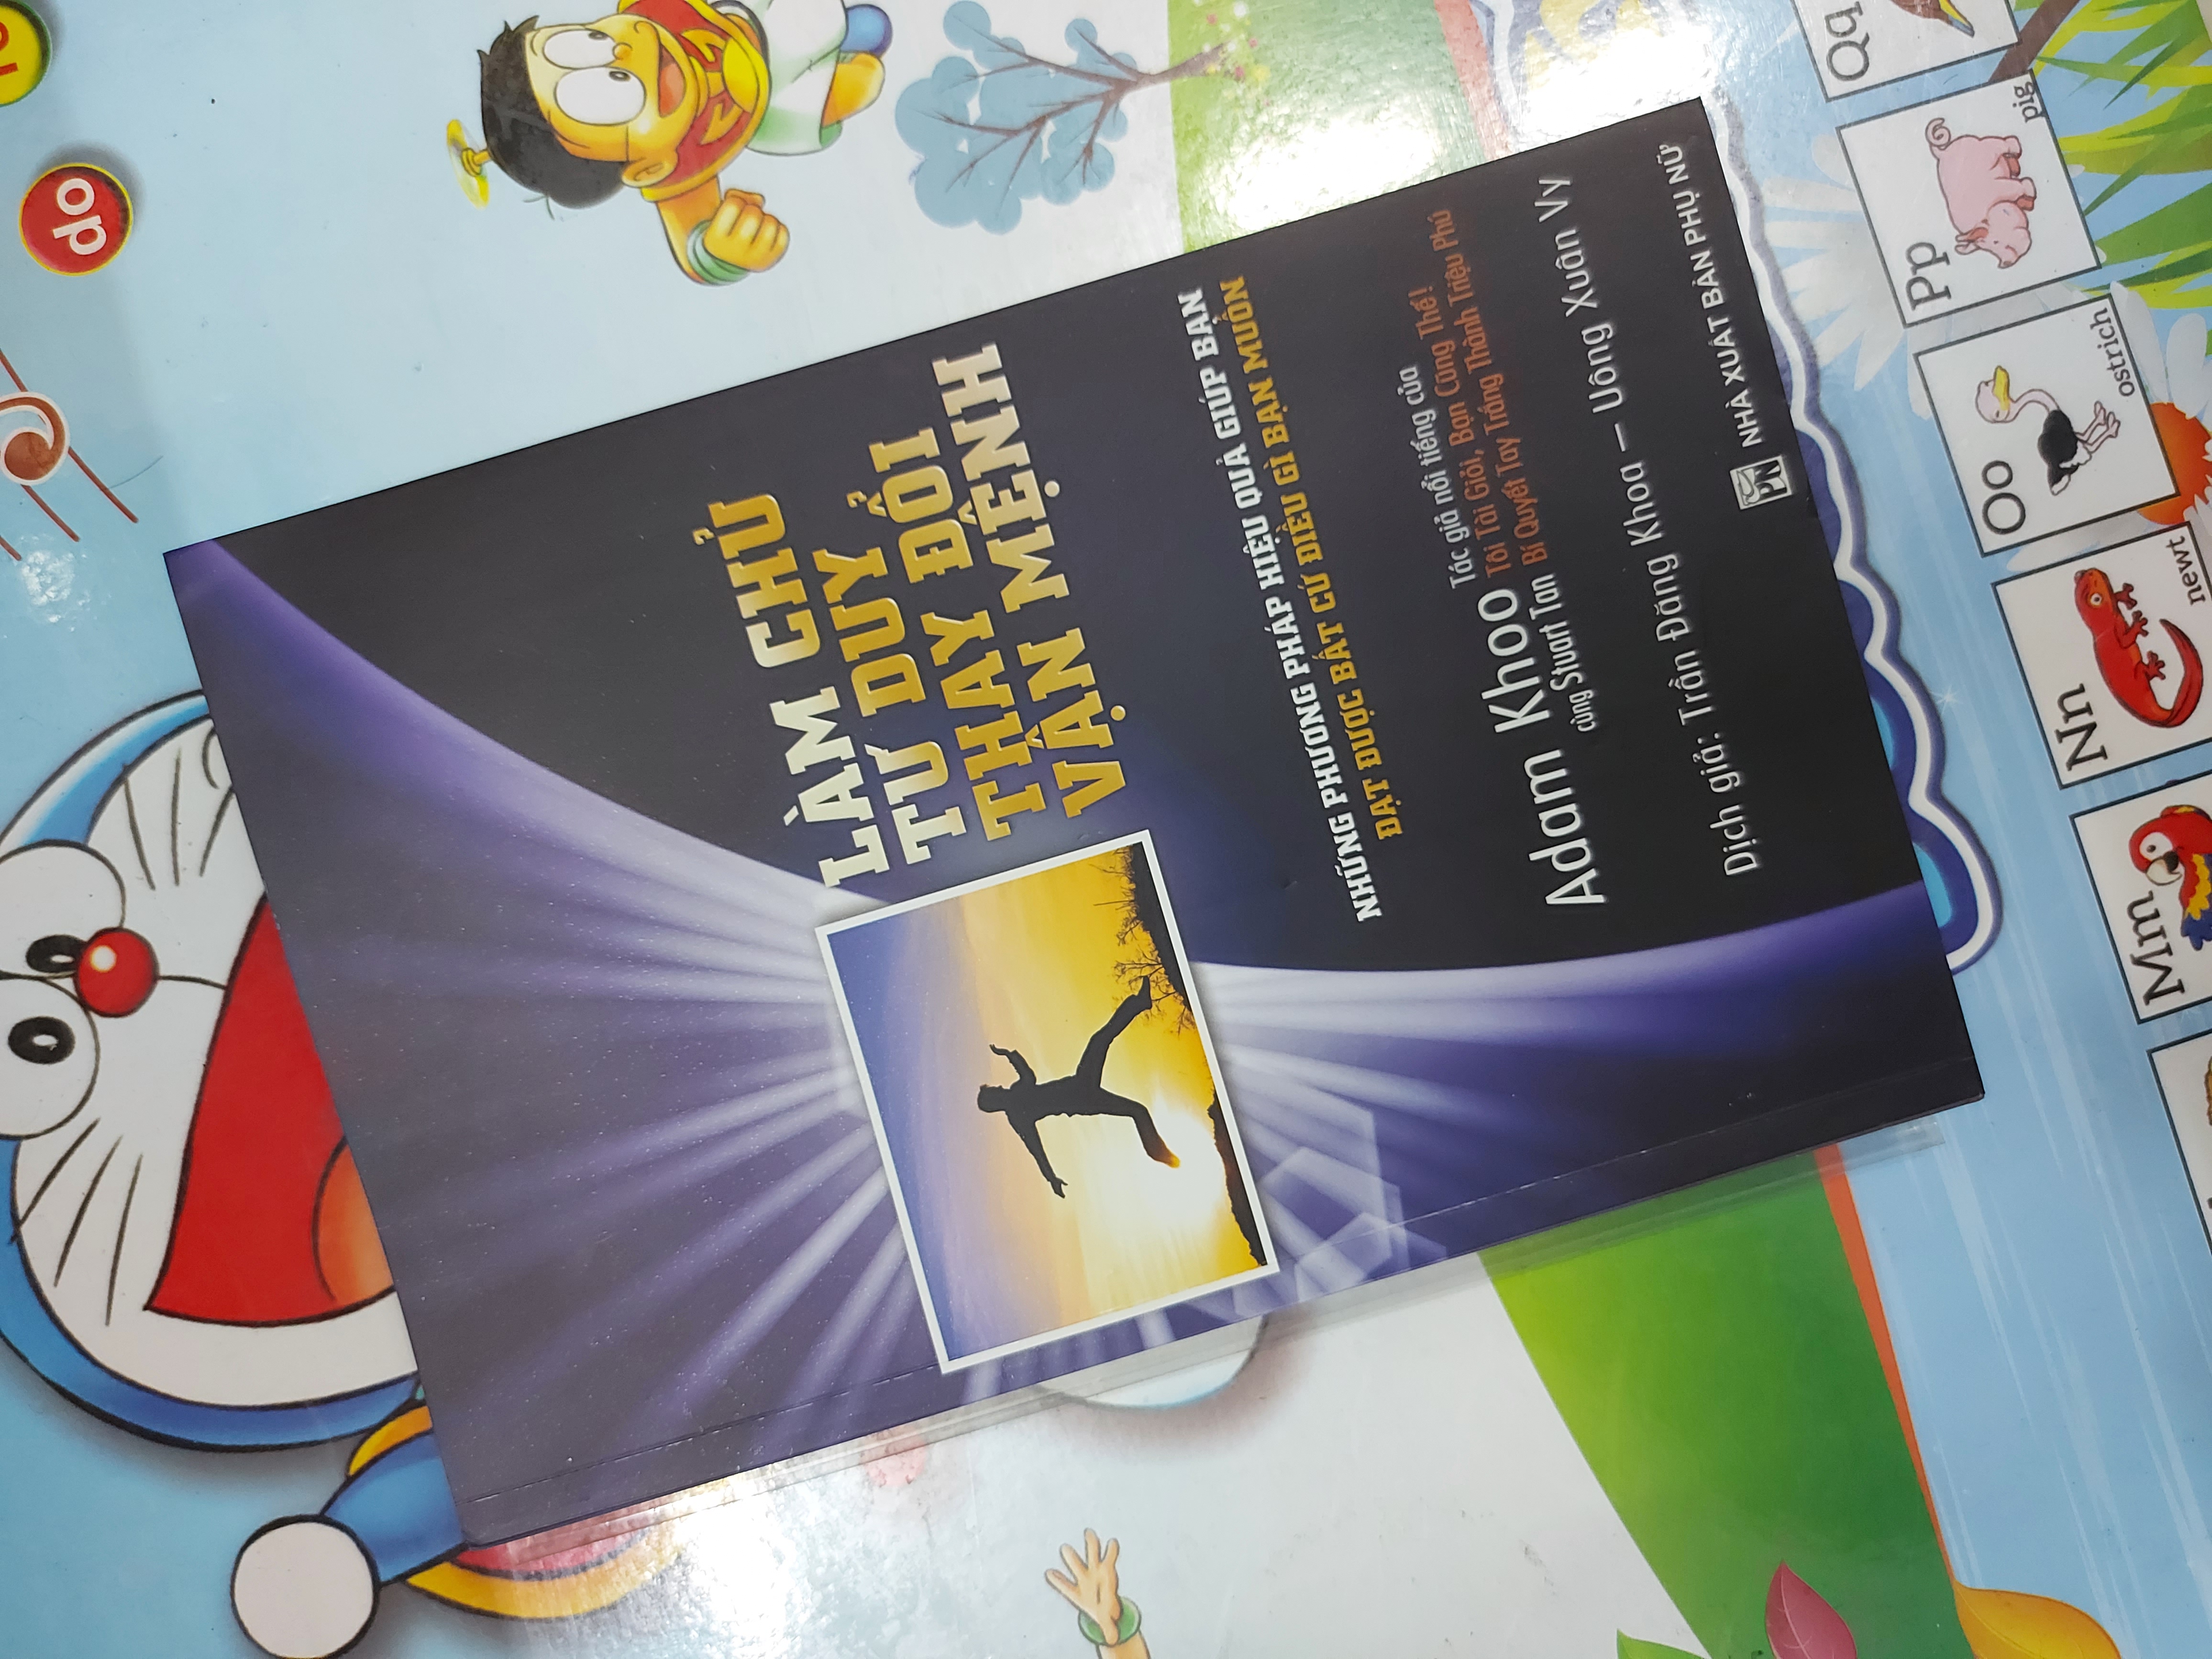 do
LÀM CHỦ
TƯ DUY
THAY ĐỔI
VẬN MỆNH
NHỮNG PHƯƠNG PHÁP HIỆU QUẢ GIÚP BẠN
ĐẠT ĐƯỢC BẤT CỨ ĐIỀU GÌ BẠN MUỐN
Adam Khoo
cùng Stuart Tan
Tác giả nổi tiếng của
Tôi Tài Giỏi, Bạn Cũng Thế!
Bí Quyết Tay Trắng Thành Triệu Phú
Dịch giả: Trần Đăng Khoa – Uông Xuân Vy
PN NHÀ XUẤT BẢN PHỤ NỮ
Mm
Nn
newt
Oo
ostrich
Pp
pig
Qq